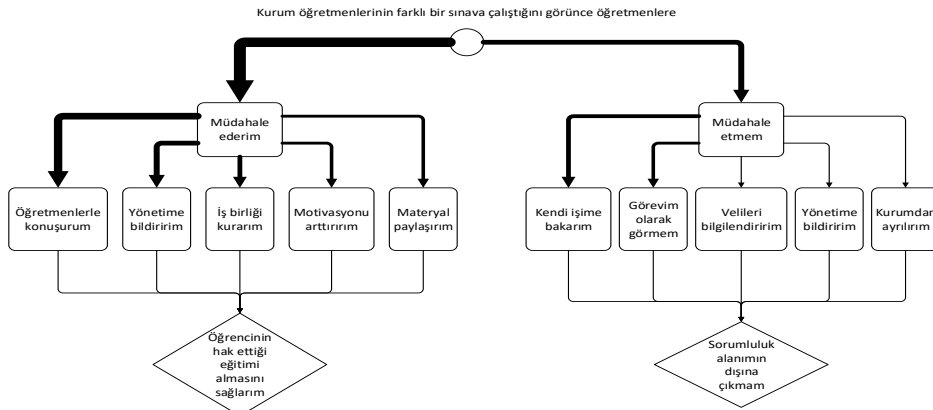 Kurum öğretmenlerinin farklı bir sınava çalıştığını görünce öğretmenlere
Müdahale
ederim
Müdahale
etmem
Öğretmenlerle
konuşurum
Yönetime
bildiririm
İş birliği
kurarım
Motivasyonu
arttırırım
Materyal
paylaşırım
Kendi işime
bakarım
Görevim
olarak
görmem
Velileri
bilgilendiririm
Yönetime
bildiririm
Kurumdan
ayrılırım
Öğrencinin
hak ettiği
eğitimi
almasını
sağlarım
Sorumluluk
alanımın
dışına
çıkmam